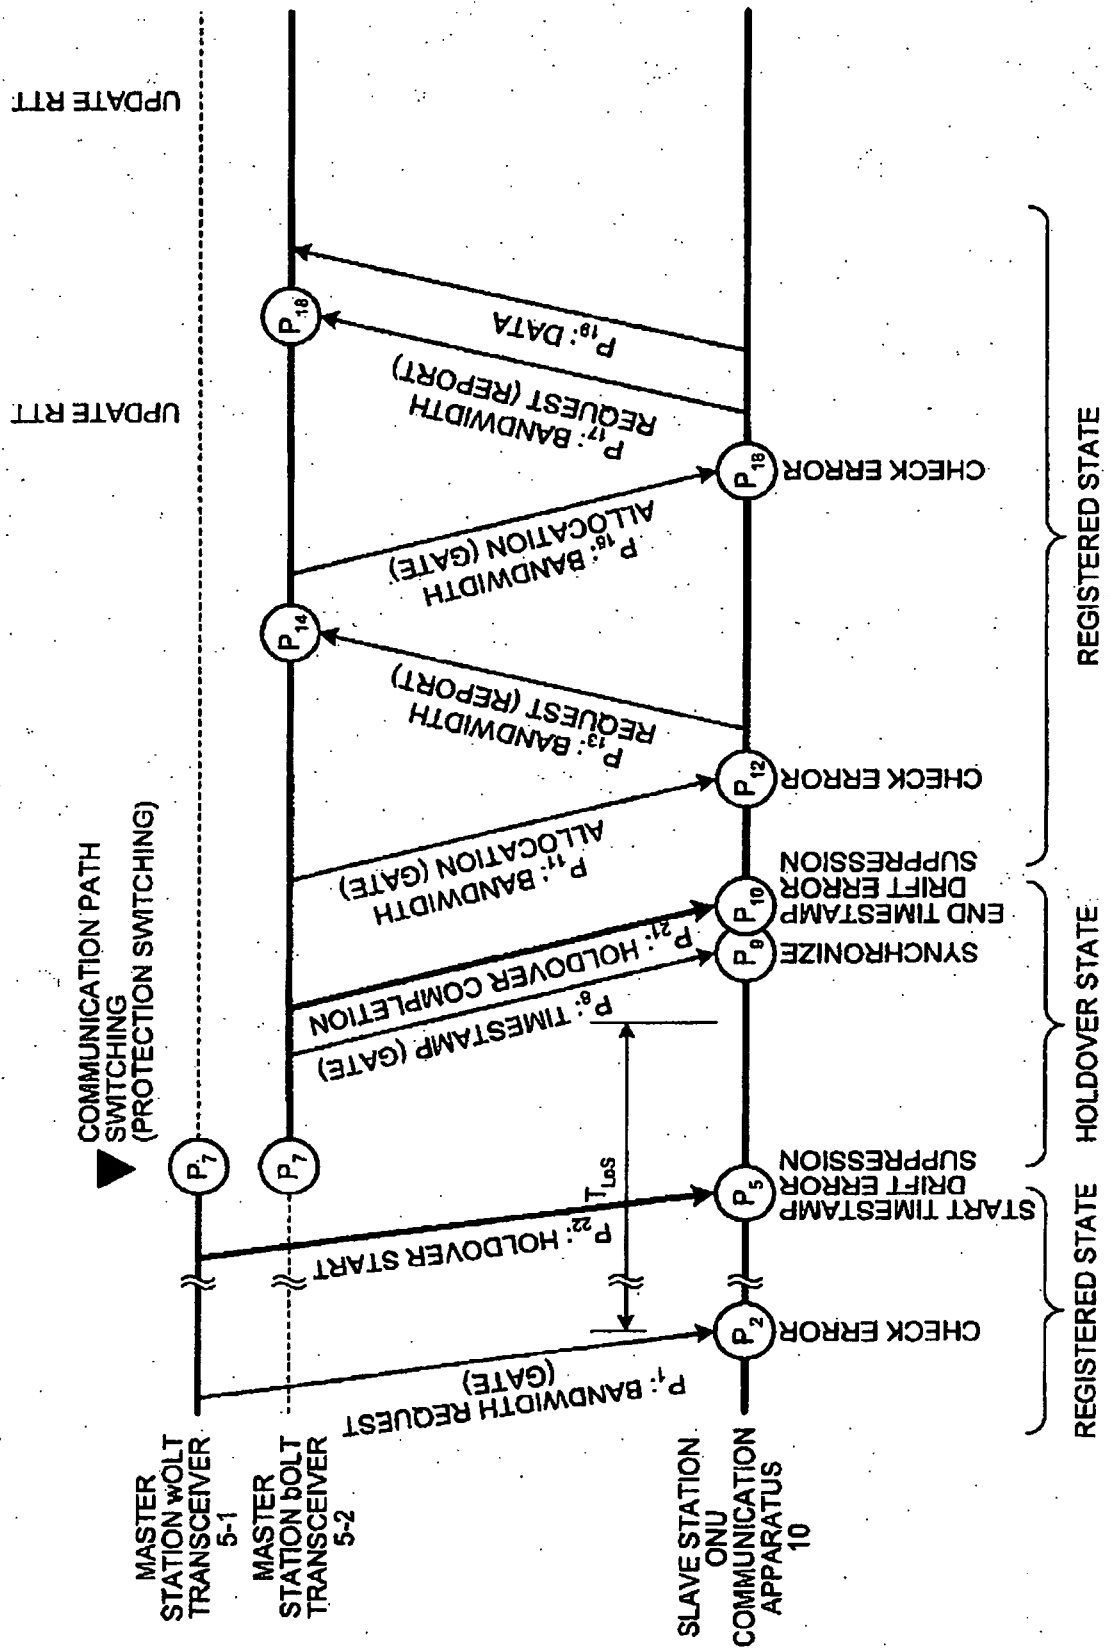 MASTER
STATION wOLT
TRANSCEIVER
5-1
MASTER
STATION bOLT
TRANSCEIVER
5-2
SLAVE STATION
ONU
COMMUNICATION
APPARATUS
10
COMMUNICATION PATH
SWITCHING
(PROTECTION SWITCHING)
UPDATE RTT
UPDATE RTT
P1: BANDWIDTH REQUEST
(GATE)
P2
CHECK ERROR
P22: HOLDOVER START
P5
START TIMESTAMP
DRIFT ERROR
SUPPRESSION
P7
P7
TLOS
P8: TIMESTAMP (GATE)
P9
SYNCHRONIZE
P21: HOLDOVER COMPLETION
P10
END TIMESTAMP
DRIFT ERROR
SUPPRESSION
P11: BANDWIDTH
ALLOCATION (GATE)
P12
CHECK ERROR
P13: BANDWIDTH
REQUEST (REPORT)
P14
P16: BANDWIDTH
ALLOCATION (GATE)
P18
CHECK ERROR
P17: BANDWIDTH
REQUEST (REPORT)
P18
P19: DATA
REGISTERED STATE
HOLDOVER STATE
REGISTERED STATE